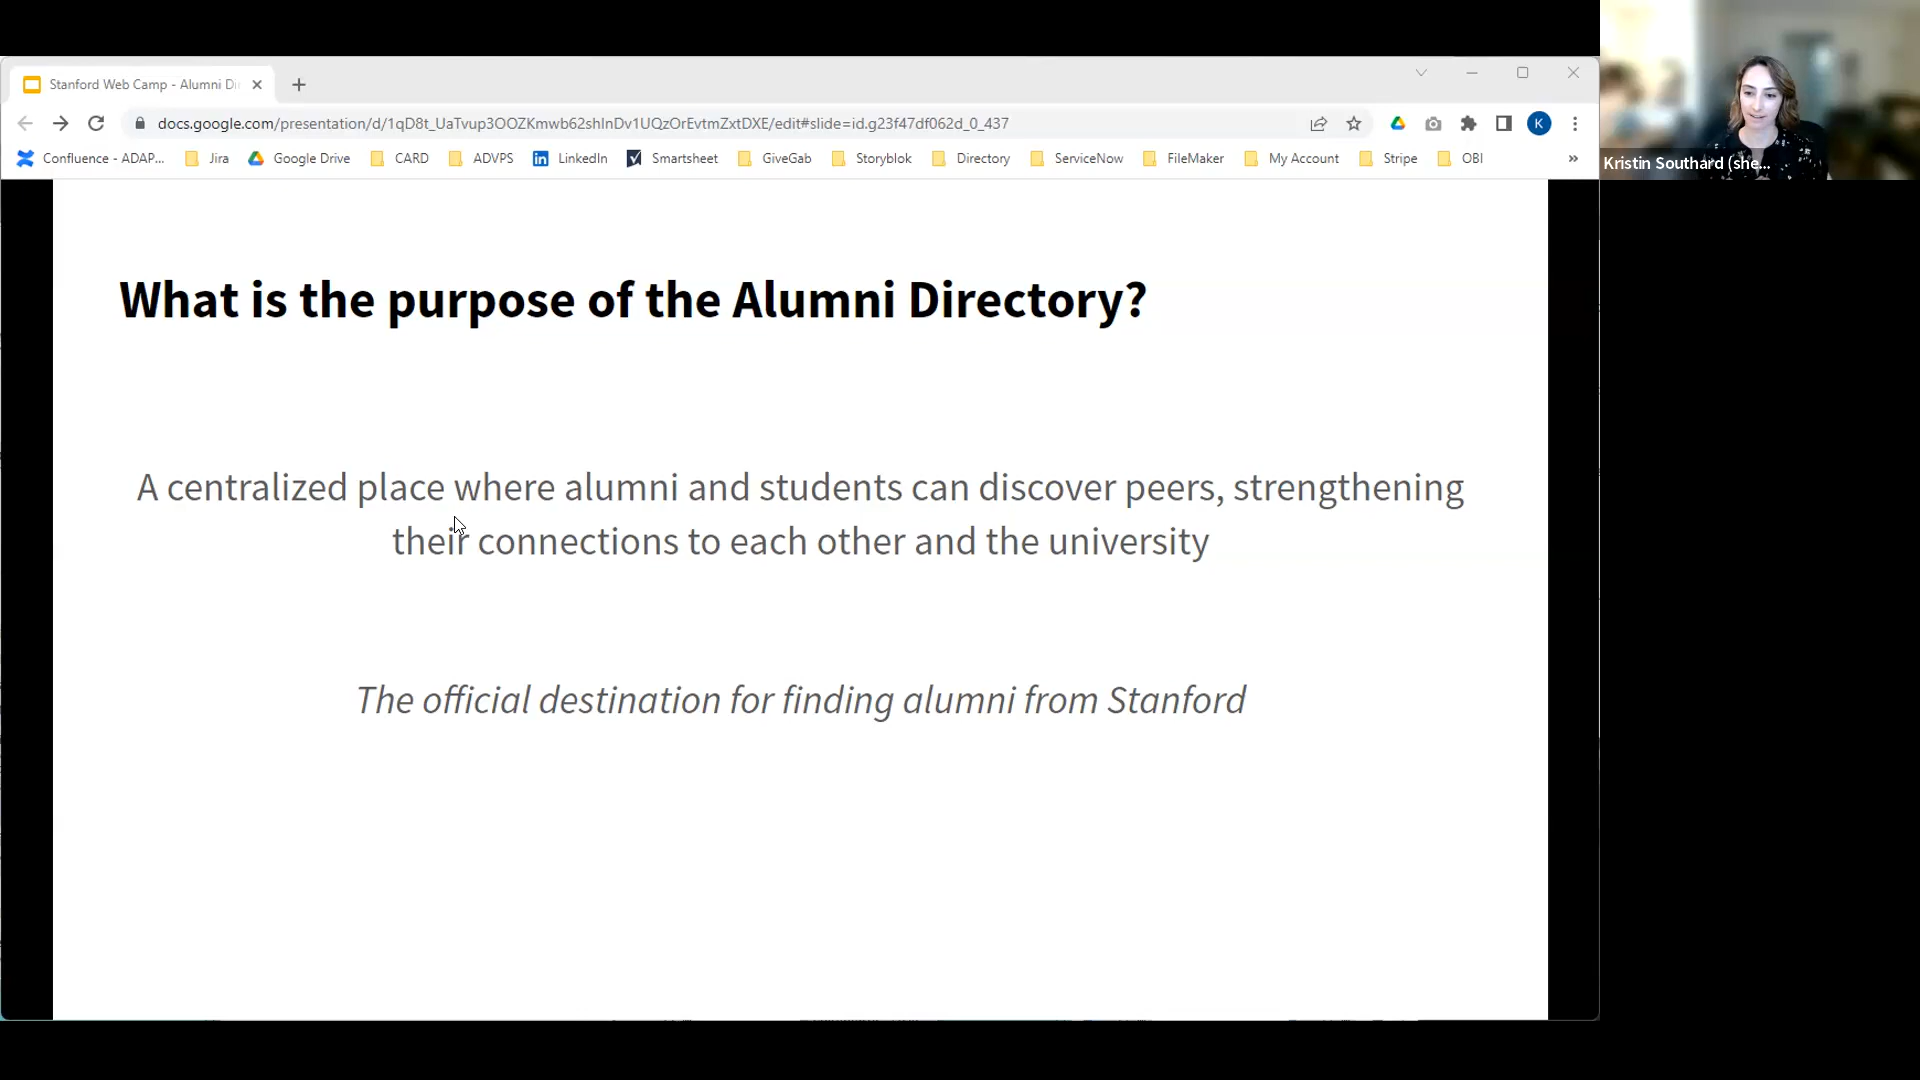 Stanford Web Camp - Alumni Di
docs.google.com/presentation/d/1qD8t_UaTvup3OOZKmwb62shInDv1UQzOrEvtmZxtDXE/edit#slide=id.g23f47df062d_0_437
K
Confluence - ADAP... Jira Google Drive CARD ADVPS LinkedIn Smartsheet GiveGab Storyblok Directory ServiceNow FileMaker My Account Stripe OBI »
Kristin Southard (she...
What is the purpose of the Alumni Directory?
A centralized place where alumni and students can discover peers, strengthening
their connections to each other and the university
The official destination for finding alumni from Stanford